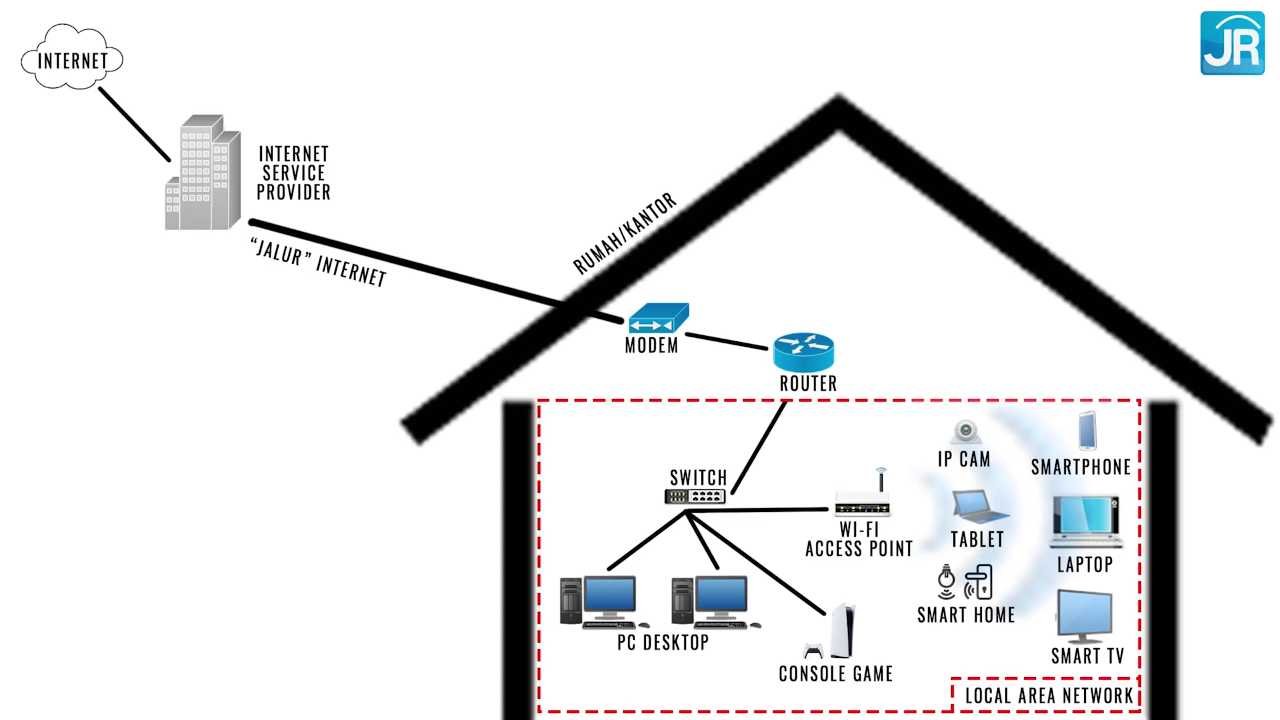 INTERNET
JR
INTERNET
SERVICE
PROVIDER
"JALUR" INTERNET
RUMAH/KANTOR
MODEM
ROUTER
SWITCH
WI-FI
ACCESS POINT
IP CAM
SMARTPHONE
TABLET
LAPTOP
SMART HOME
SMART TV
PC DESKTOP
CONSOLE GAME
LOCAL AREA NETWORK